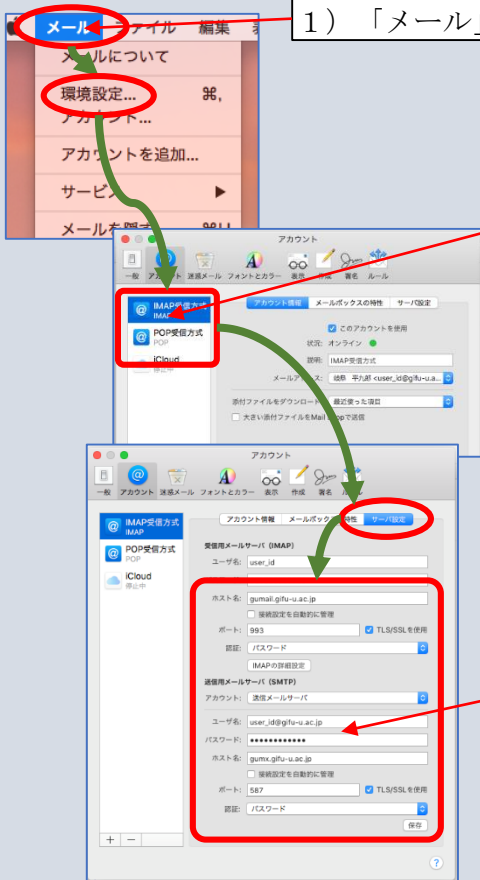 1）「メール」
メール ファイル 編集
メールについて
環境設定... ⌘,
アカウント...
アカウントを追加...
サービス ▶
メールを隠す ⌘H
アカウント
一般 アカウント 迷惑メール フォントとカラー 表示 作成 署名 ルール
IMAP受信方式
IMAP
POP受信方式
POP
iCloud
停止中
アカウント情報 メールボックスの特性 サーバ設定
このアカウントを使用
状況: オンライン
説明: IMAP受信方式
メールアドレス: 平九郎 <user_id@gifu-u.a...
添付ファイルをダウンロード: 最近使った項目
大きい添付ファイルをMail Dropで送信
アカウント
一般 アカウント 迷惑メール フォントとカラー 表示 作成 署名 ルール
IMAP受信方式
IMAP
POP受信方式
POP
iCloud
停止中
アカウント情報 メールボックスの特性 サーバ設定
受信用メールサーバ (IMAP)
ユーザ名: user_id
ホスト名: gumail.gifu-u.ac.jp
接続設定を自動的に管理
ポート: 993 TLS/SSLを使用
認証: パスワード
IMAPの詳細設定
送信用メールサーバ (SMTP)
アカウント: 送信メールサーバ
ユーザ名: user_id@gifu-u.ac.jp
パスワード: ●●●●●●●●●●●●
ホスト名: gumx.gifu-u.ac.jp
接続設定を自動的に管理
ポート: 587 TLS/SSLを使用
認証: パスワード
保存
+ −
?